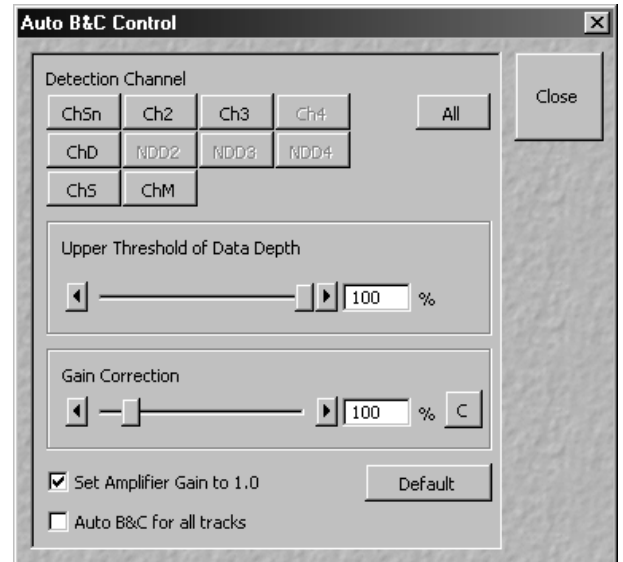 Auto B&C Control
Detection Channel
ChSn Ch2 Ch3 Ch4 All
ChD NDD2 NDD3 NDD4
ChS ChM
Close
Upper Threshold of Data Depth
100 %
Gain Correction
100 % C
Set Amplifier Gain to 1.0
Default
Auto B&C for all tracks